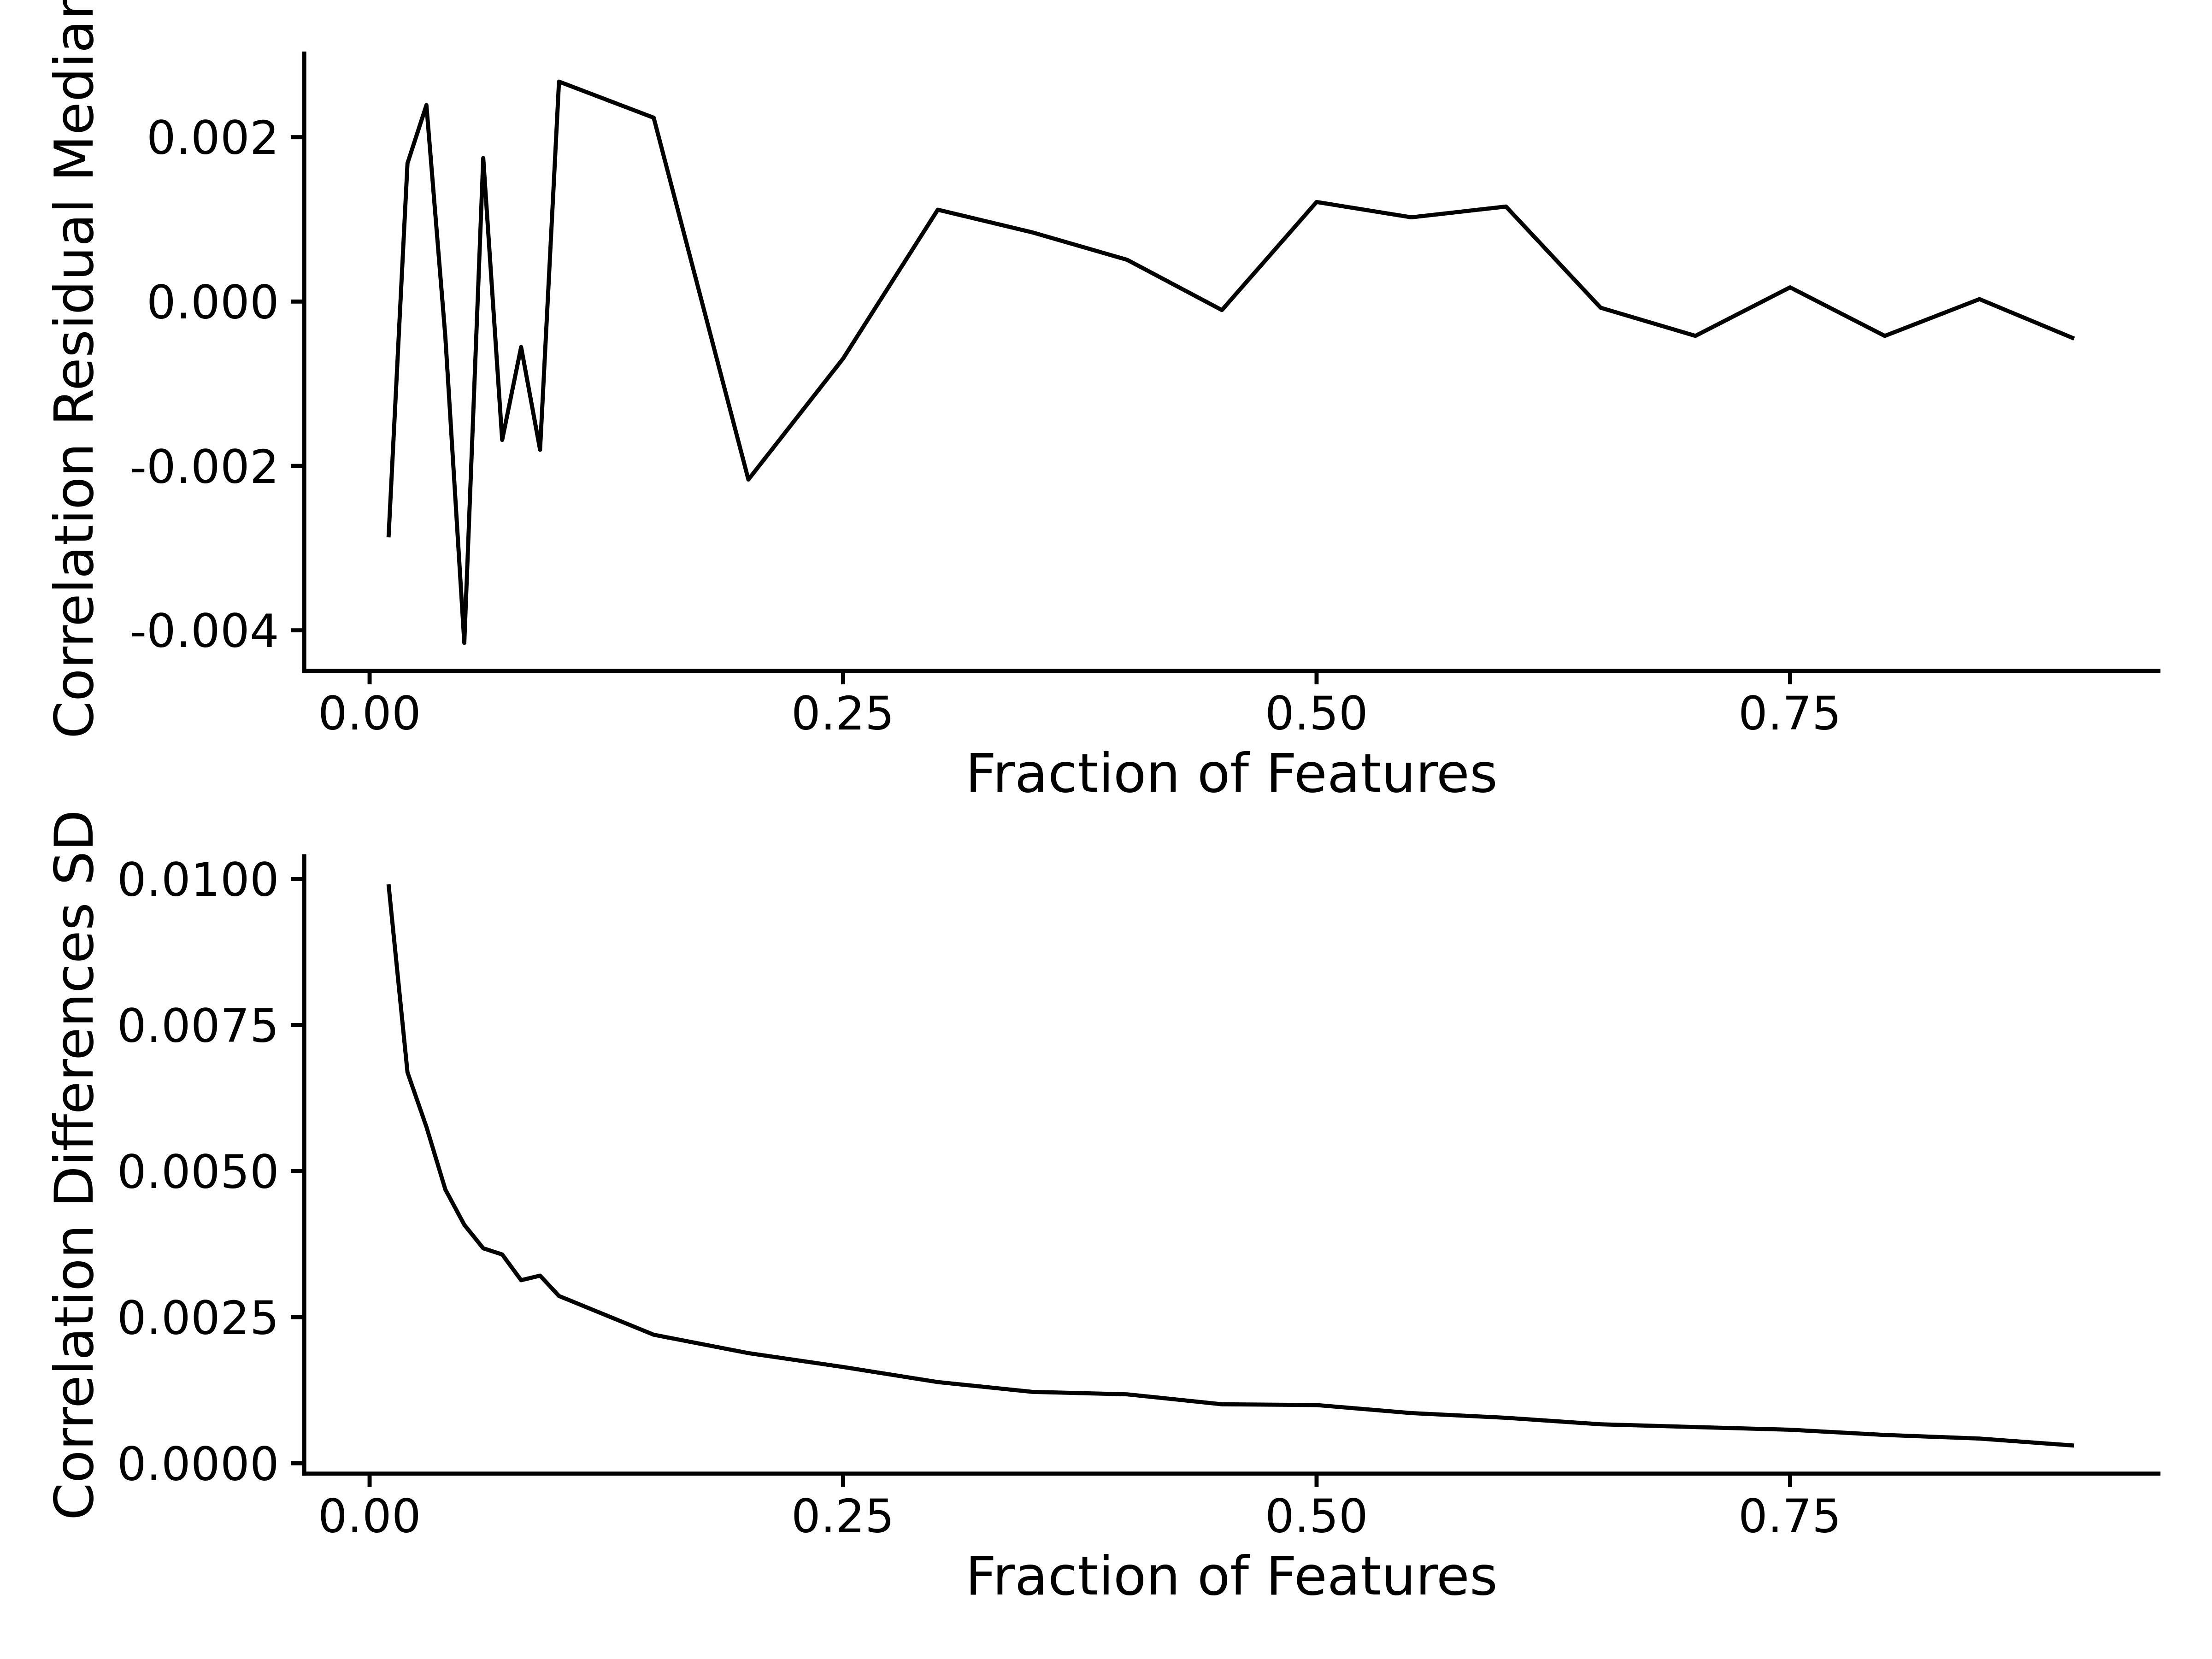 Correlation Residual Median
0.002
0.000
-0.002
-0.004
0.00 0.25 0.50 0.75
Fraction of Features
Correlation Differences SD
0.0100
0.0075
0.0050
0.0025
0.0000
0.00 0.25 0.50 0.75
Fraction of Features